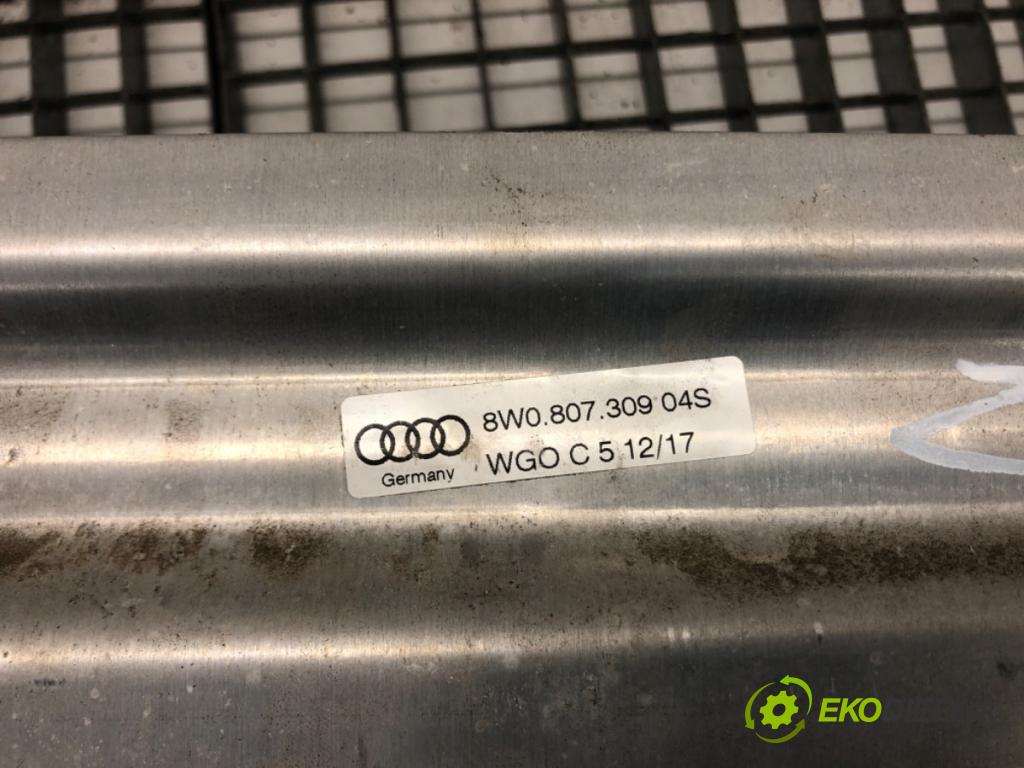 8W0.807.309 04S
WGO C 5 12/17
Germany
EKO